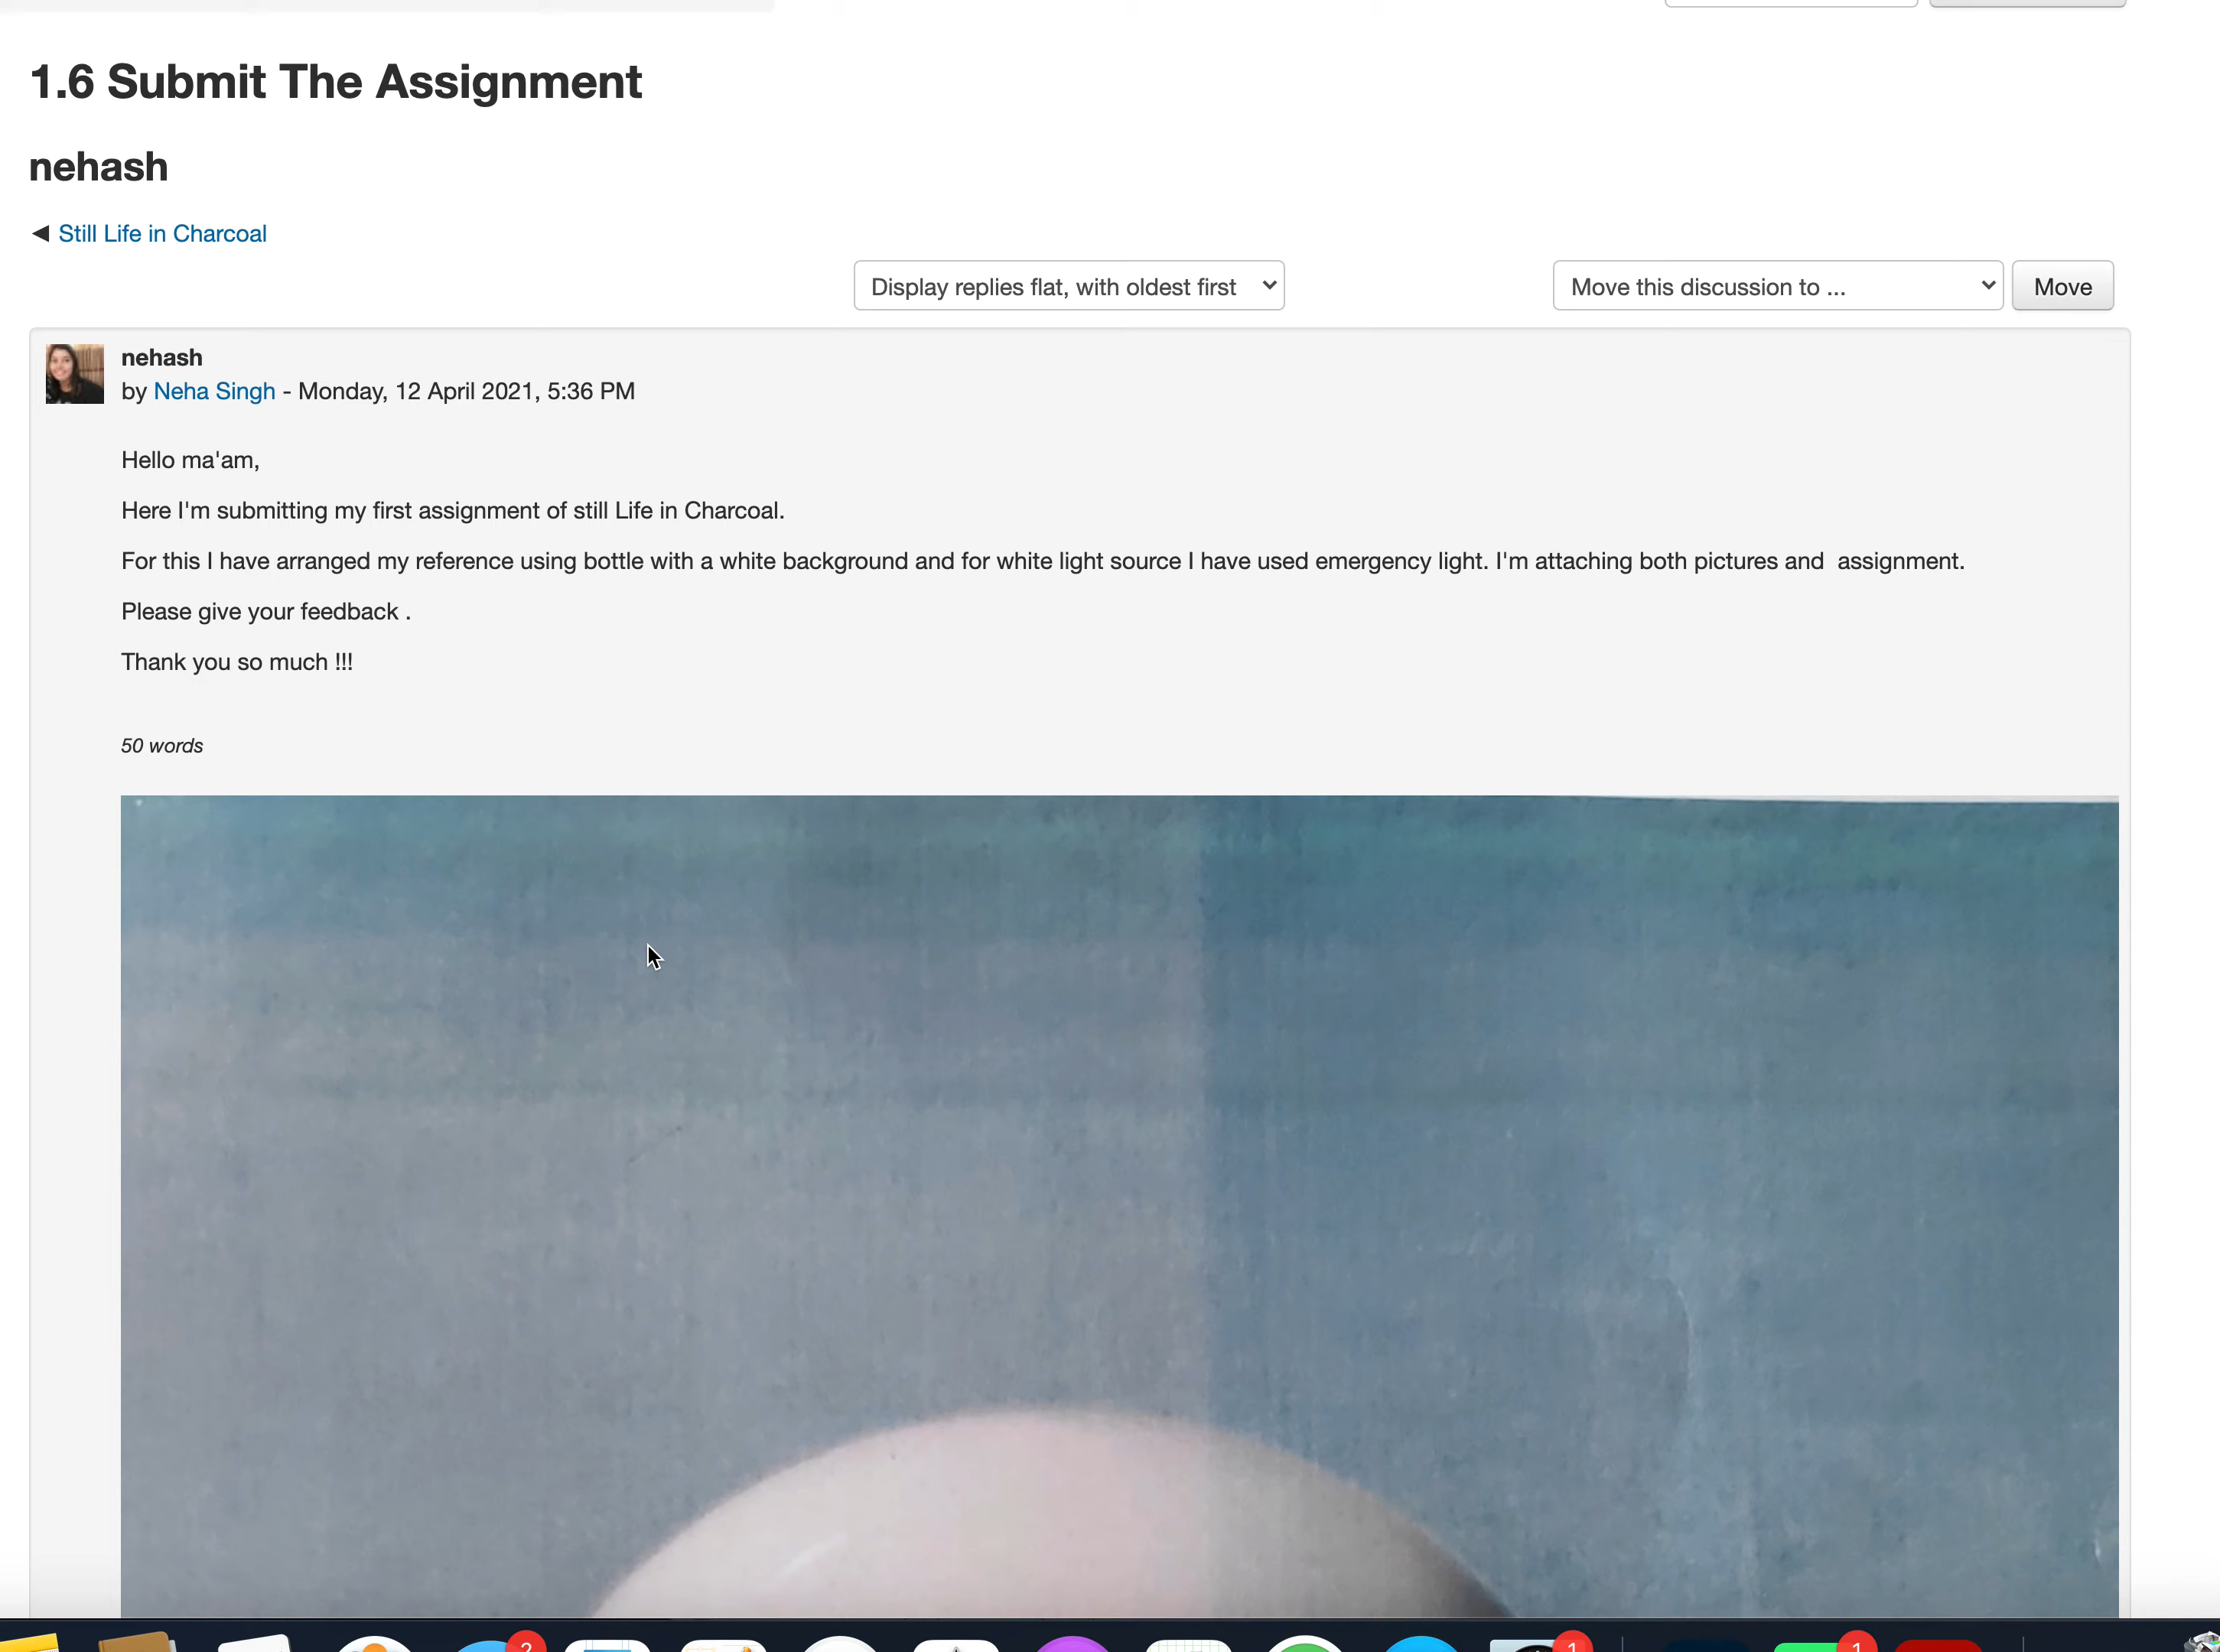 1.6 Submit The Assignment
nehash
◄ Still Life in Charcoal
Display replies flat, with oldest first
Move this discussion to ...
Move
nehash
by Neha Singh - Monday, 12 April 2021, 5:36 PM
Hello ma'am,
Here I'm submitting my first assignment of still Life in Charcoal.
For this I have arranged my reference using bottle with a white background and for white light source I have used emergency light. I'm attaching both pictures and  assignment.
Please give your feedback .
Thank you so much !!!
50 words